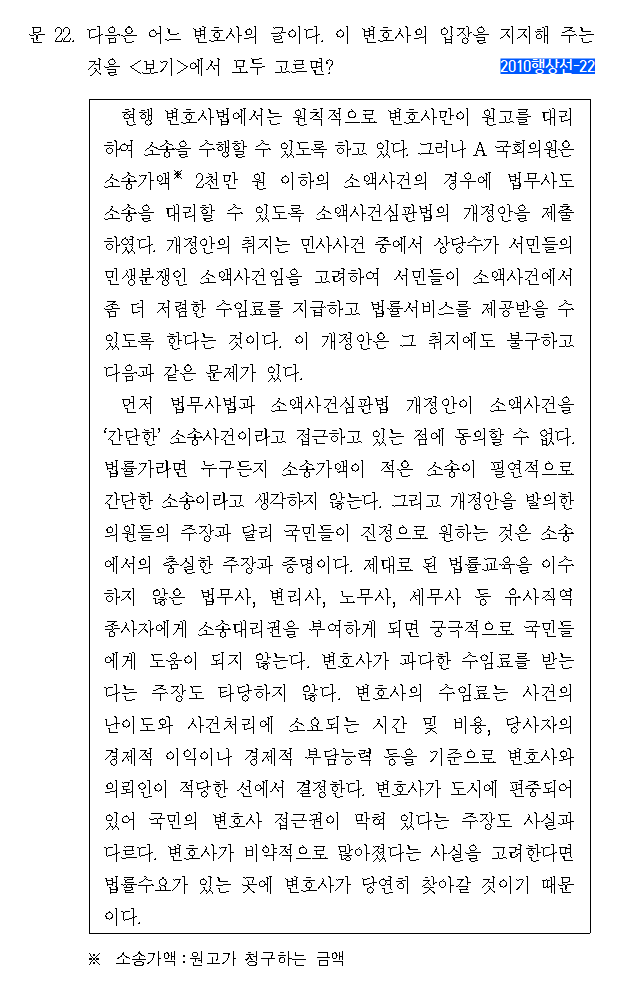 문 22. 다음은 어느 변호사의 글이다. 이 변호사의 입장을 지지해 주는
것을 <보기>에서 모두 고르면?
2010행상선-22
현행 변호사법에서는 원칙적으로 변호사만이 원고를 대리
하여 소송을 수행할 수 있도록 하고 있다. 그러나 A 국회의원은
소송가액※ 2천만 원 이하의 소액사건의 경우에 법무사도
소송을 대리할 수 있도록 소액사건심판법의 개정안을 제출
하였다. 개정안의 취지는 민사사건 중에서 상당수가 서민들의
민생분쟁인 소액사건임을 고려하여 서민들이 소액사건에서
좀 더 저렴한 수임료를 지급하고 법률서비스를 제공받을 수
있도록 한다는 것이다. 이 개정안은 그 취지에도 불구하고
다음과 같은 문제가 있다.
먼저 법무사법과 소액사건심판법 개정안이 소액사건을
‘간단한’ 소송사건이라고 접근하고 있는 점에 동의할 수 없다.
법률가라면 누구든지 소송가액이 적은 소송이 필연적으로
간단한 소송이라고 생각하지 않는다. 그리고 개정안을 발의한
의원들의 주장과 달리 국민들이 진정으로 원하는 것은 소송
에서의 충실한 주장과 증명이다. 제대로 된 법률교육을 이수
하지 않은 법무사, 변리사, 노무사, 세무사 등 유사직역
종사자에게 소송대리권을 부여하게 되면 궁극적으로 국민들
에게 도움이 되지 않는다. 변호사가 과다한 수임료를 받는
다는 주장도 타당하지 않다. 변호사의 수임료는 사건의
난이도와 사건처리에 소요되는 시간 및 비용, 당사자의
경제적 이익이나 경제적 부담능력 등을 기준으로 변호사와
의뢰인이 적당한 선에서 결정한다. 변호사가 도시에 편중되어
있어 국민의 변호사 접근권이 막혀 있다는 주장도 사실과
다르다. 변호사가 비약적으로 많아졌다는 사실을 고려한다면
법률수요가 있는 곳에 변호사가 당연히 찾아갈 것이기 때문
이다.
※ 소송가액 : 원고가 청구하는 금액